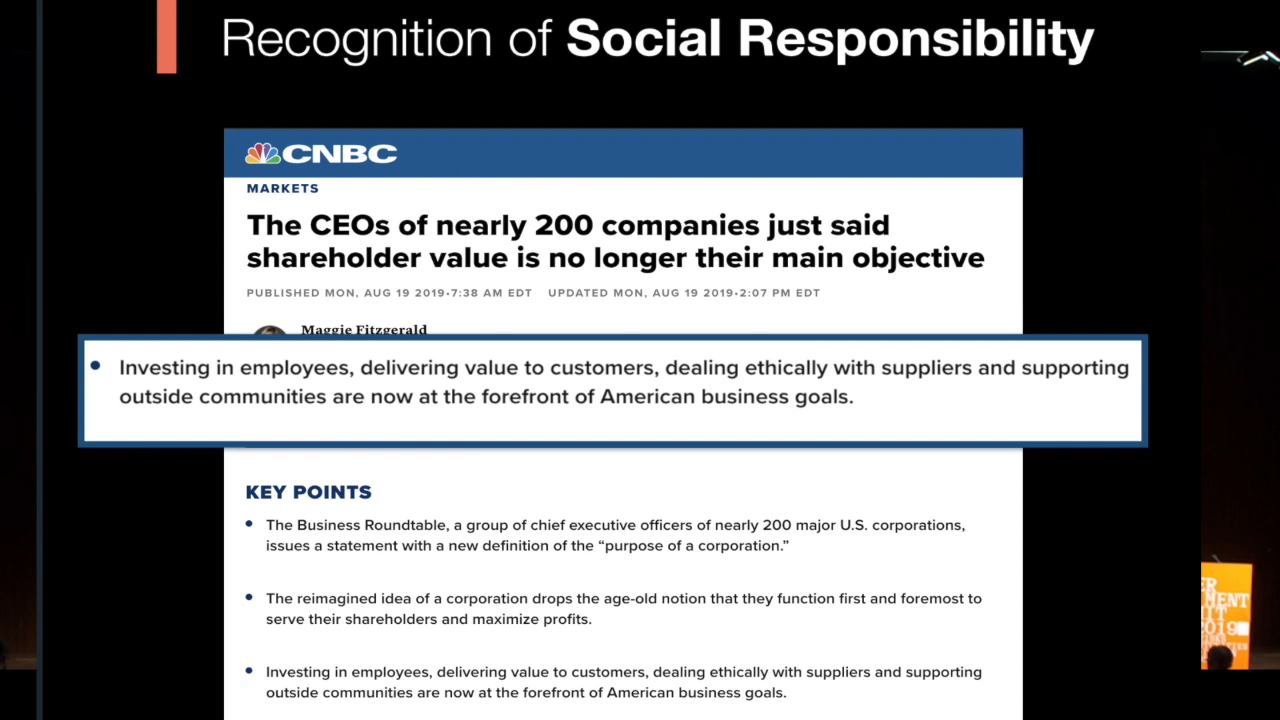 Recognition of Social Responsibility
CNBC
MARKETS
The CEOs of nearly 200 companies just said
shareholder value is no longer their main objective
PUBLISHED MON, AUG 19 2019•7:38 AM EDT UPDATED MON, AUG 19 2019•2:07 PM EDT
Maggie Fitzgerald
• Investing in employees, delivering value to customers, dealing ethically with suppliers and supporting
outside communities are now at the forefront of American business goals.
KEY POINTS
• The Business Roundtable, a group of chief executive officers of nearly 200 major U.S. corporations,
issues a statement with a new definition of the “purpose of a corporation.”
• The reimagined idea of a corporation drops the age-old notion that they function first and foremost to
serve their shareholders and maximize profits.
• Investing in employees, delivering value to customers, dealing ethically with suppliers and supporting
outside communities are now at the forefront of American business goals.
2019